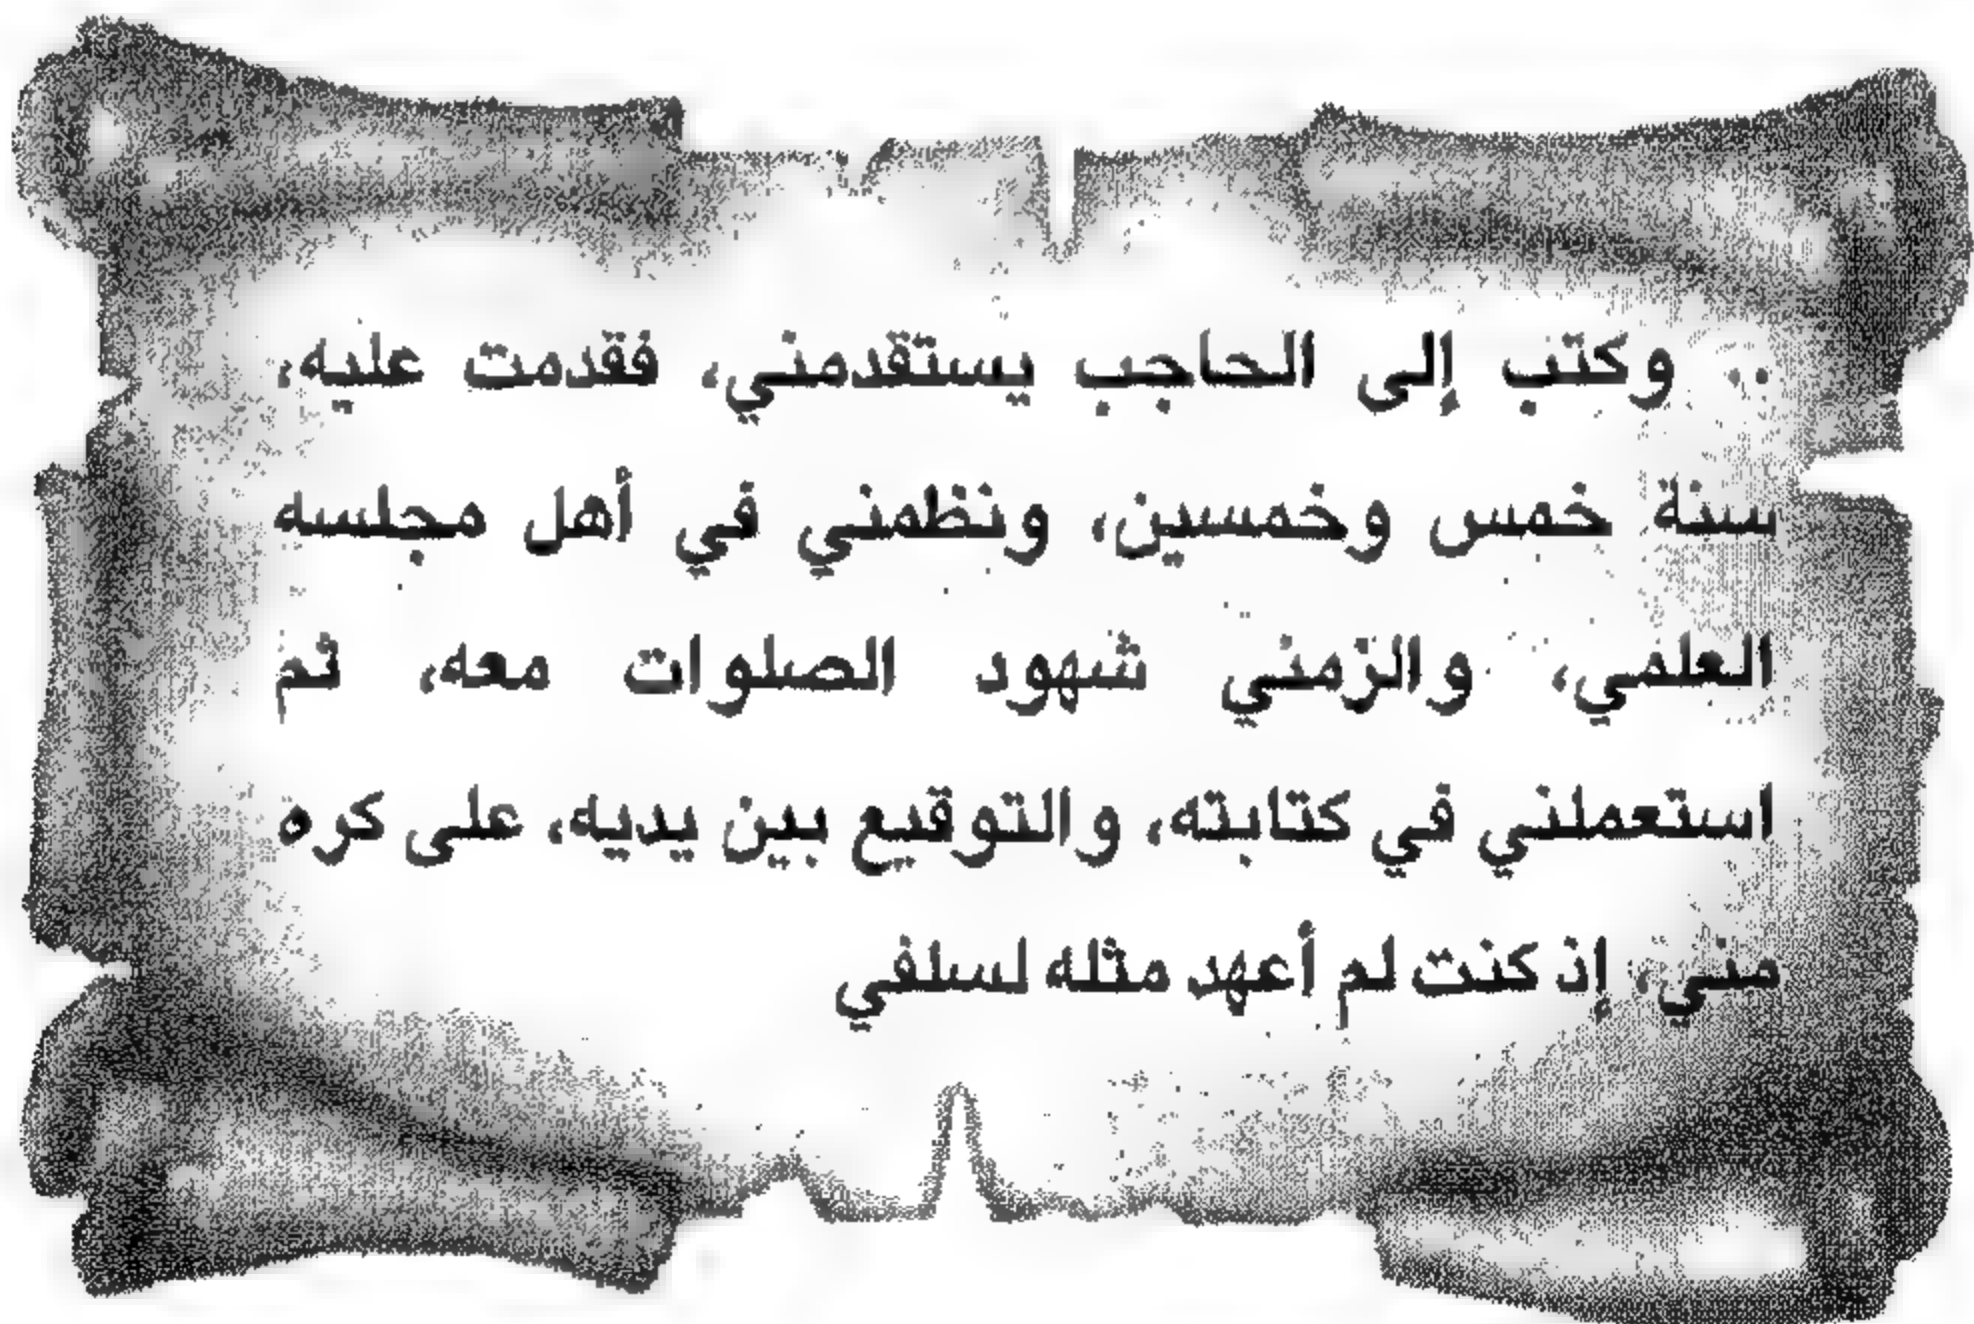 .. وكتب إلى الحاجب يستقدمني، فقدمت عليه،
سنة خمس وخمسين، ونظمني في أهل مجلسه
العلمي، والزمني شهود الصلوات معه، ثم
استعملني في كتابته، والتوقيع بين يديه، على كره
مني، إذ كنت لم أعهد مثله لسلفي